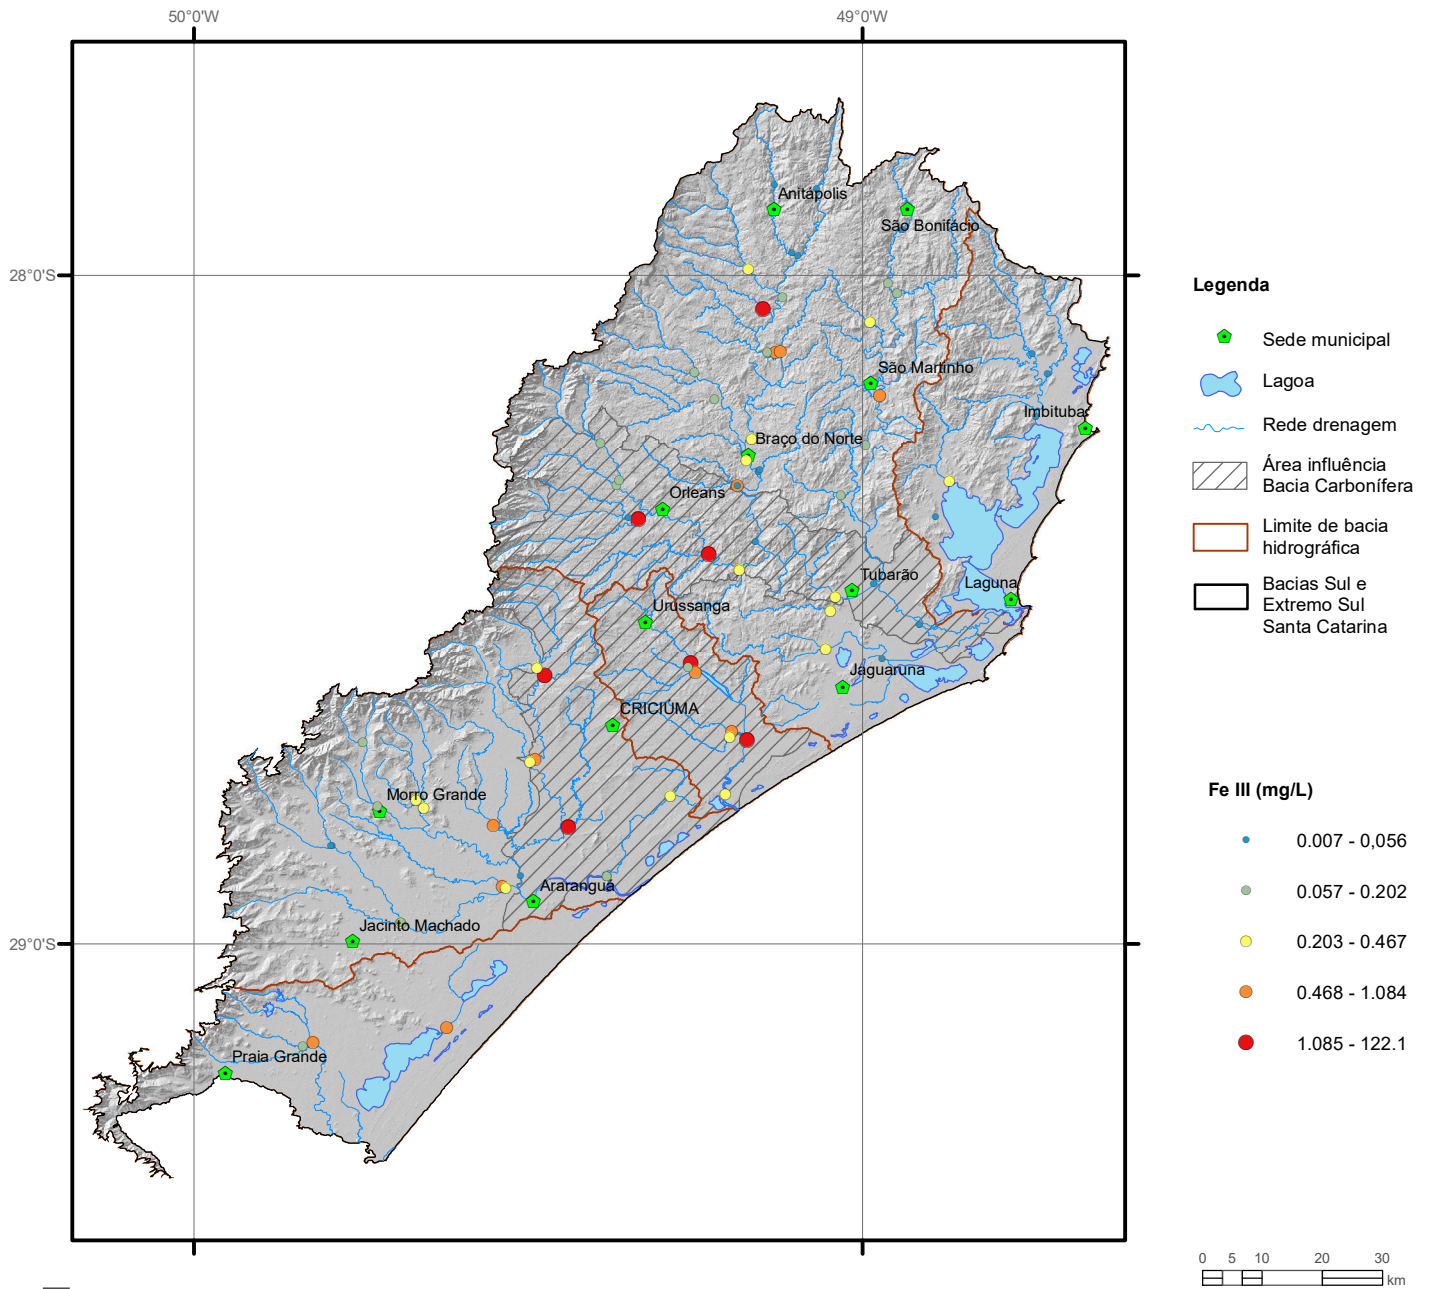 50°0'W
49°0'W
28°0'S
29°0'S
Anitápolis
São Bonifácio
São Martinho
Imbituba
Braço do Norte
Orleans
Tubarão
Laguna
Urussanga
Jaguaruna
CRICIÚMA
Morro Grande
Araranguá
Jacinto Machado
Praia Grande
Legenda
Sede municipal
Lagoa
Rede drenagem
Área influência
Bacia Carbonífera
Limite de bacia
hidrográfica
Bacias Sul e
Extremo Sul
Santa Catarina
Fe III (mg/L)
0.007 - 0,056
0.057 - 0.202
0.203 - 0.467
0.468 - 1.084
1.085 - 122.1
0 5 10 20 30
km